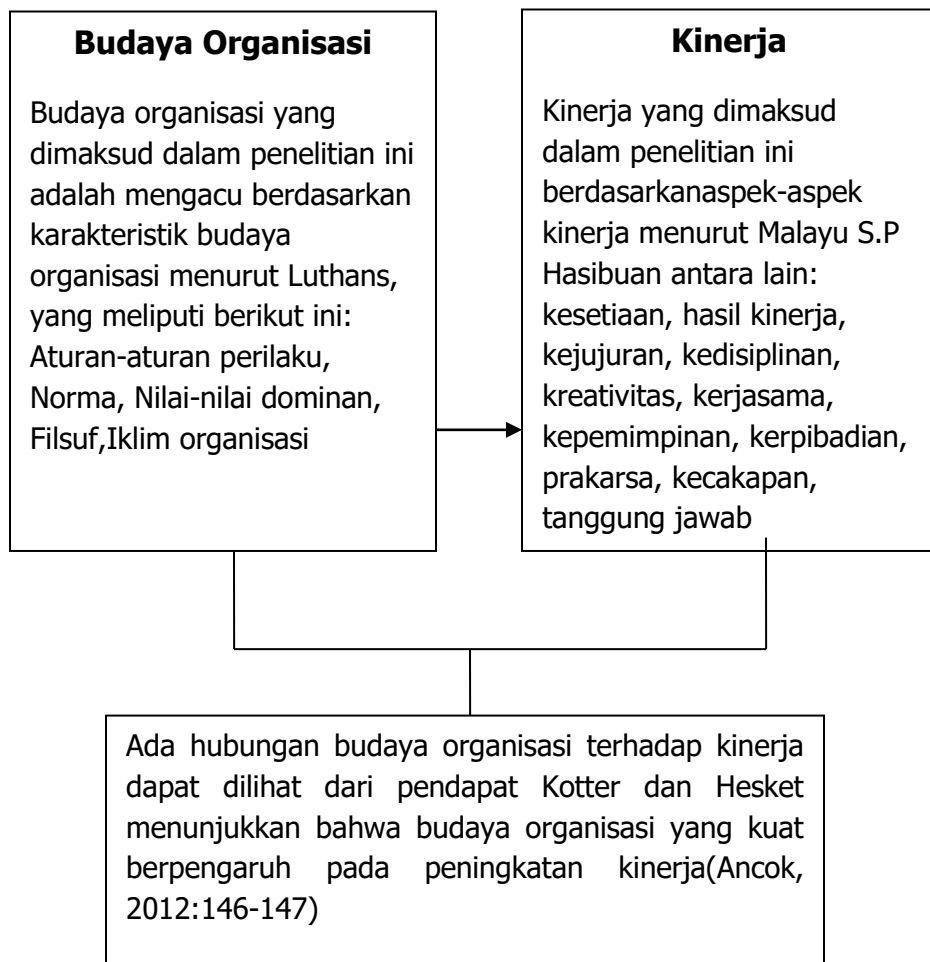 Budaya Organisasi
Budaya organisasi yang
dimaksud dalam penelitian ini
adalah mengacu berdasarkan
karakteristik budaya
organisasi menurut Luthans,
yang meliputi berikut ini:
Aturan-aturan perilaku,
Norma, Nilai-nilai dominan,
Filsuf,Iklim organisasi
Kinerja
Kinerja yang dimaksud
dalam penelitian ini
berdasarkanaspek-aspek
kinerja menurut Malayu S.P
Hasibuan antara lain:
kesetiaan, hasil kinerja,
kejujuran, kedisiplinan,
kreativitas, kerjasama,
kepemimpinan, kerpibadian,
prakarsa, kecakapan,
tanggung jawab
Ada hubungan budaya organisasi terhadap kinerja
dapat dilihat dari pendapat Kotter dan Hesket
menunjukkan bahwa budaya organisasi yang kuat
berpengaruh pada peningkatan kinerja(Ancok,
2012:146-147)